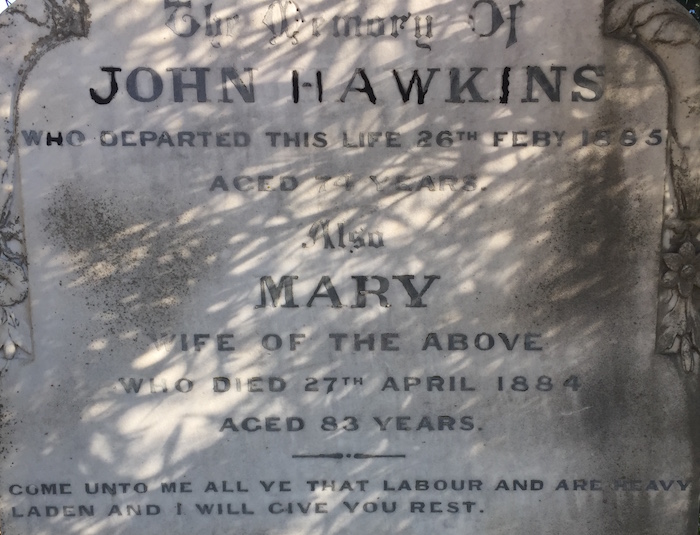 The Memory Of
JOHN HAWKINS
WHO DEPARTED THIS LIFE 26TH FEBY 1885
AGED 74 YEARS.
Also
MARY
WIFE OF THE ABOVE
WHO DIED 27TH APRIL 1884
AGED 83 YEARS.
COME UNTO ME ALL YE THAT LABOUR AND ARE HEAVY
LADEN AND I WILL GIVE YOU REST.